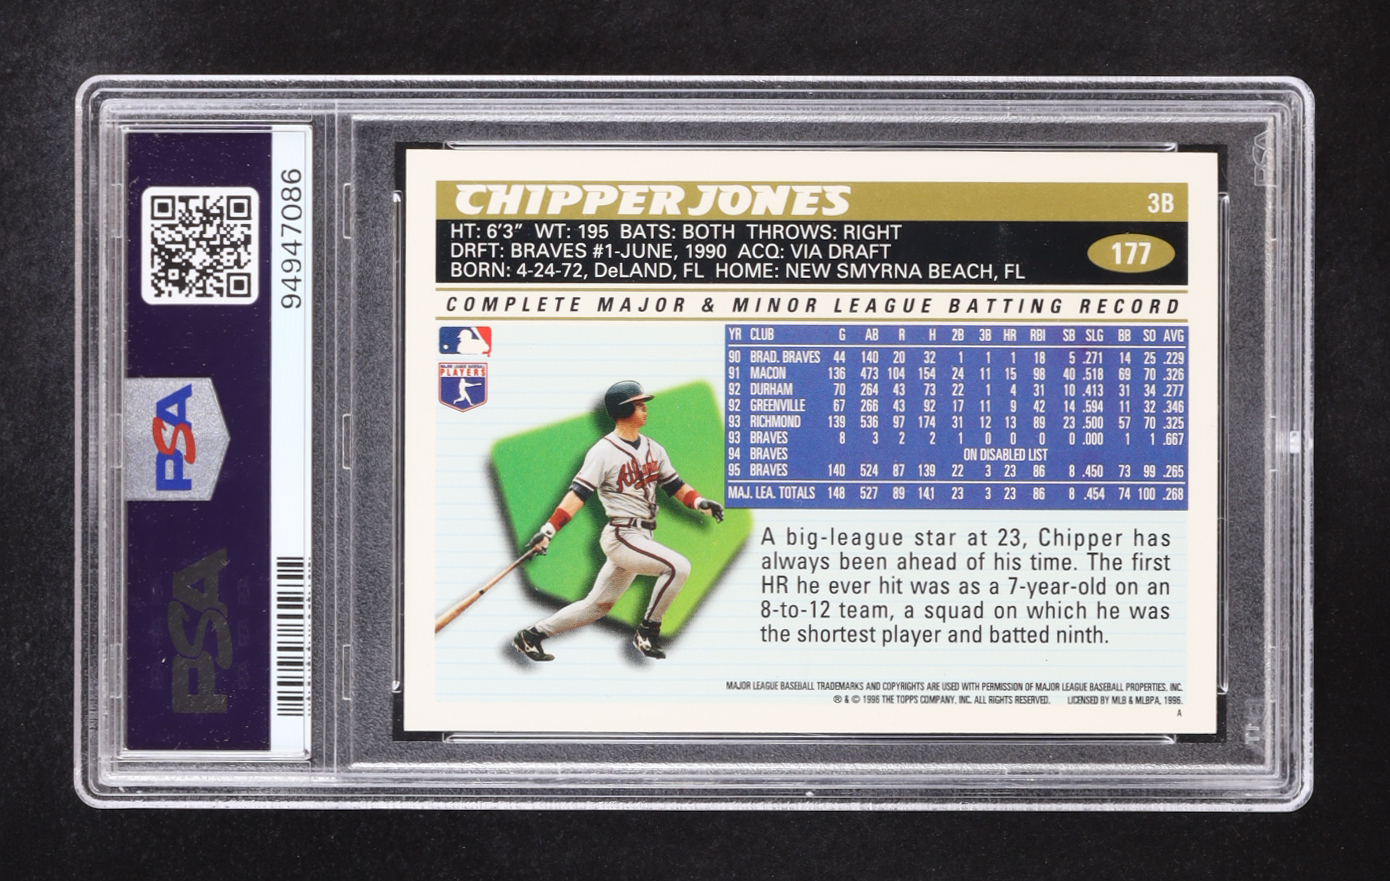 94947086
PSA
PSA
CHIPPER JONES
3B
HT: 6'3" WT: 195 BATS: BOTH THROWS: RIGHT
DRFT: BRAVES #1-JUNE, 1990 ACQ: VIA DRAFT
BORN: 4-24-72, DeLAND, FL HOME: NEW SMYRNA BEACH, FL
177
COMPLETE MAJOR & MINOR LEAGUE BATTING RECORD
PLAYERS
YR CLUB G AB R H 2B 3B HR RBI SB SLG BB SO AVG
90 BRAD. BRAVES 44 140 20 32 1 1 1 18 5 .271 14 25 .229
91 MACON 136 473 104 154 24 11 15 98 40 .518 69 70 .326
92 DURHAM 70 264 43 73 22 1 4 31 10 .413 31 34 .277
92 GREENVILLE 67 266 43 92 17 11 9 42 14 .594 11 32 .346
93 RICHMOND 139 536 97 174 31 12 13 89 23 .500 57 70 .325
93 BRAVES 8 3 2 2 1 0 0 0 0 .000 1 1 .667
94 BRAVES ON DISABLED LIST
95 BRAVES 140 524 87 139 22 3 23 86 8 .450 73 99 .265
MAJ. LEA. TOTALS 148 527 89 141 23 3 23 86 8 .454 74 100 .268
Atlanta
A big-league star at 23, Chipper has
always been ahead of his time. The first
HR he ever hit was as a 7-year-old on an
8-to-12 team, a squad on which he was
the shortest player and batted ninth.
MAJOR LEAGUE BASEBALL TRADEMARKS AND COPYRIGHTS ARE USED WITH PERMISSION OF MAJOR LEAGUE BASEBALL PROPERTIES, INC.
® & © 1996 THE TOPPS COMPANY, INC. ALL RIGHTS RESERVED. LICENSED BY MLB & MLBPA, 1996.
A
PSA